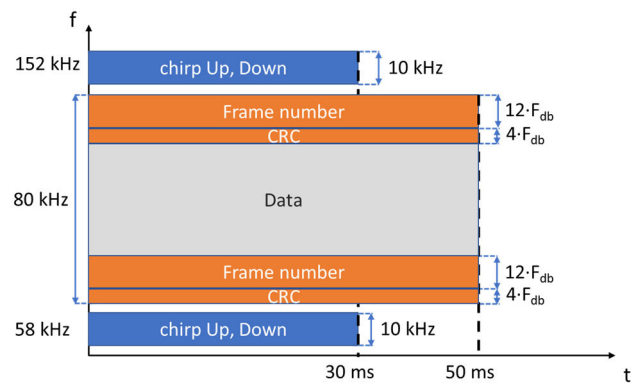 f
152 kHz
chirp Up, Down
10 kHz
Frame number
12·F_db
CRC
4·F_db
80 kHz
Data
Frame number
12·F_db
CRC
4·F_db
58 kHz
chirp Up, Down
10 kHz
30 ms
50 ms
t